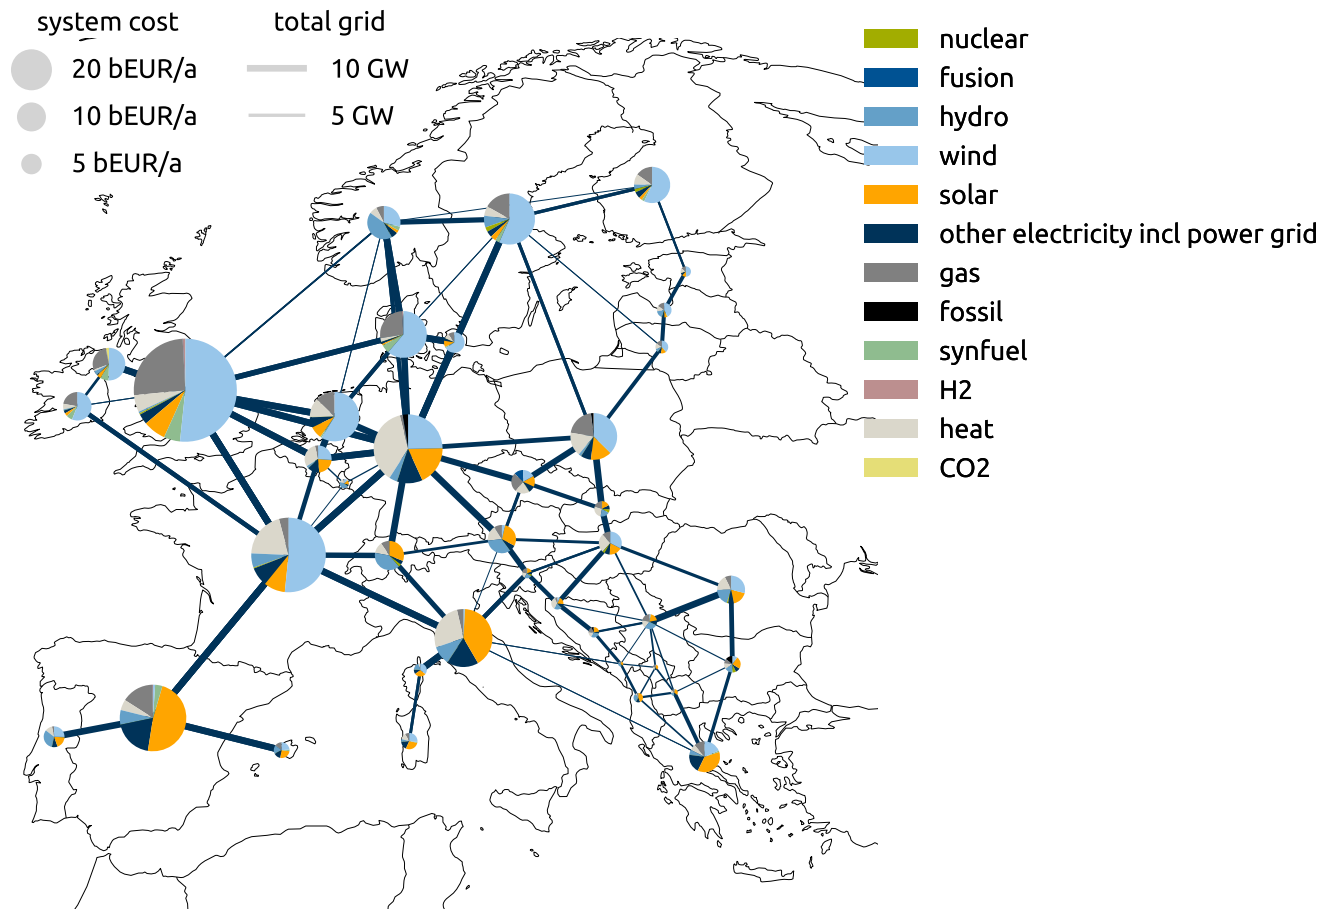 system cost
20 bEUR/a
10 bEUR/a
5 bEUR/a
total grid
10 GW
5 GW
nuclear
fusion
hydro
wind
solar
other electricity incl power grid
gas
fossil
synfuel
H2
heat
CO2